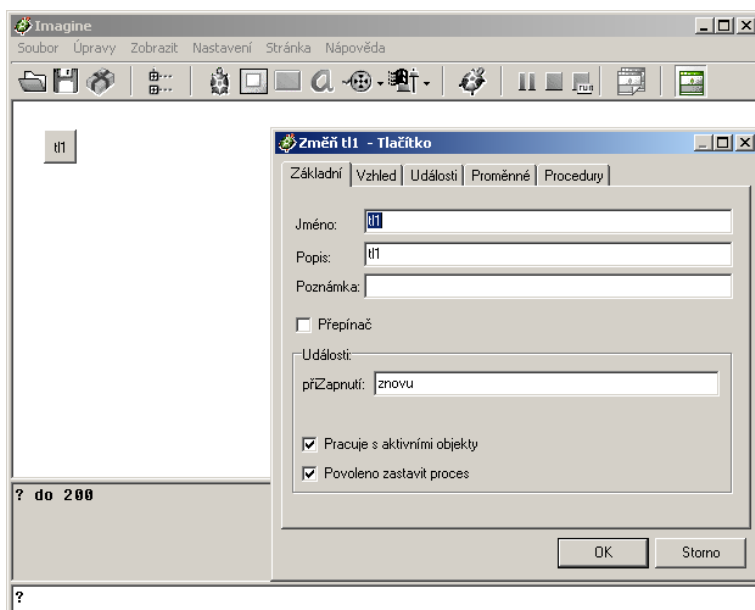 Imagine
Soubor Úpravy Zobrazit Nastavení Stránka Nápověda
run
tl1
Změň tl1 - Tlačítko
Základní Vzhled Události Proměnné Procedury
Jméno: tl1
Popis: tl1
Poznámka:
Přepínač
Události:
přiZapnutí: znovu
Pracuje s aktivními objekty
Povoleno zastavit proces
OK Storno
? do 200
?